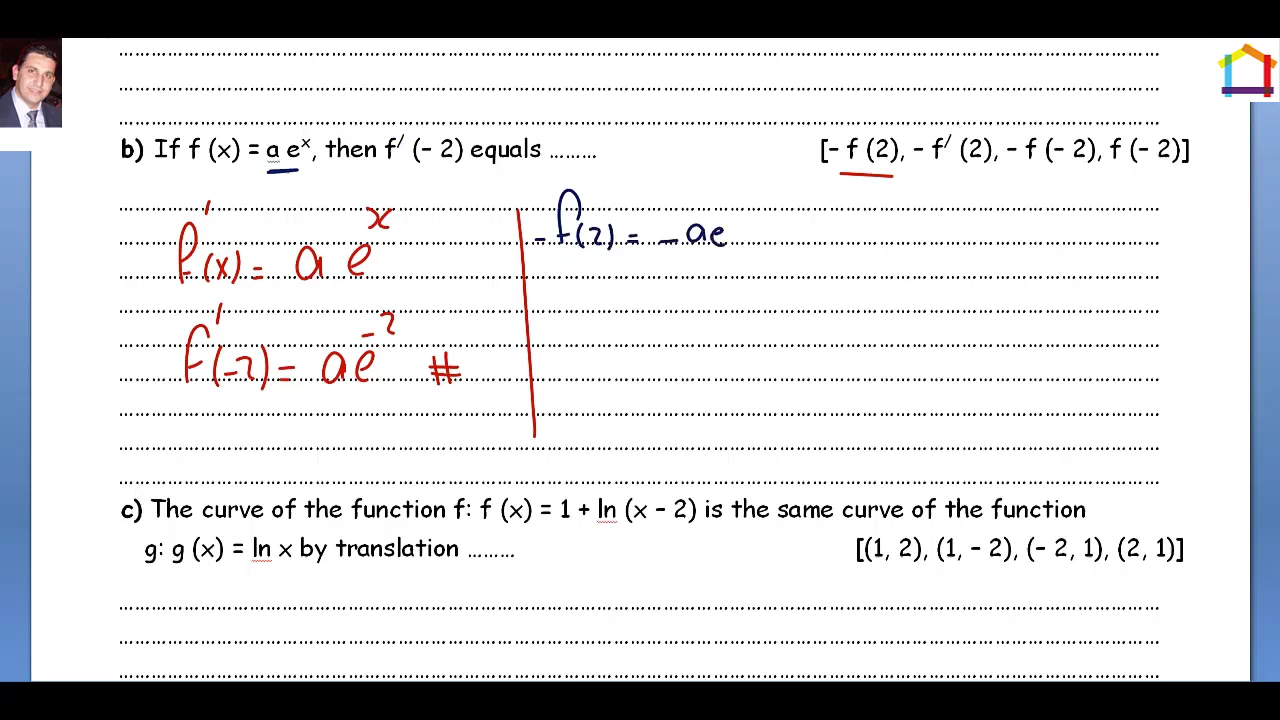 b) If f (x) = a eˣ, then f′ (– 2) equals ......... [– f (2), – f′ (2), – f (– 2), f (– 2)]
f′(x) = a eˣ
f′(-2) = ae⁻² #
- f(2) = - ae
c) The curve of the function f: f (x) = 1 + ln (x – 2) is the same curve of the function
g: g (x) = ln x by translation ......... [(1, 2), (1, – 2), (– 2, 1), (2, 1)]